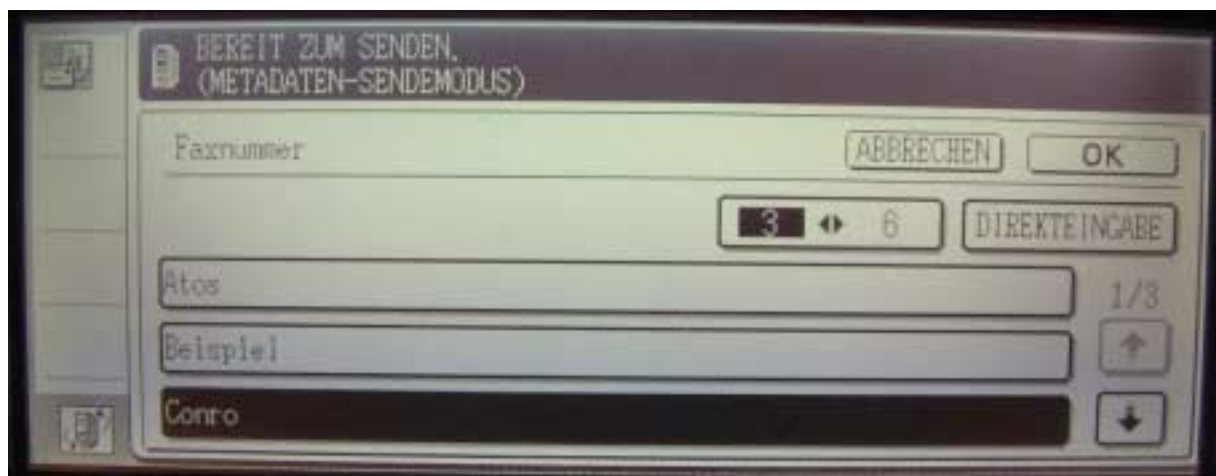 BEREIT ZUM SENDEN.
(METADATEN-SENDEMODUS)
Faxnummer ABBRECHEN OK
3 6 DIREKTEINGABE
Atos 1/3
Beispiel
Conro